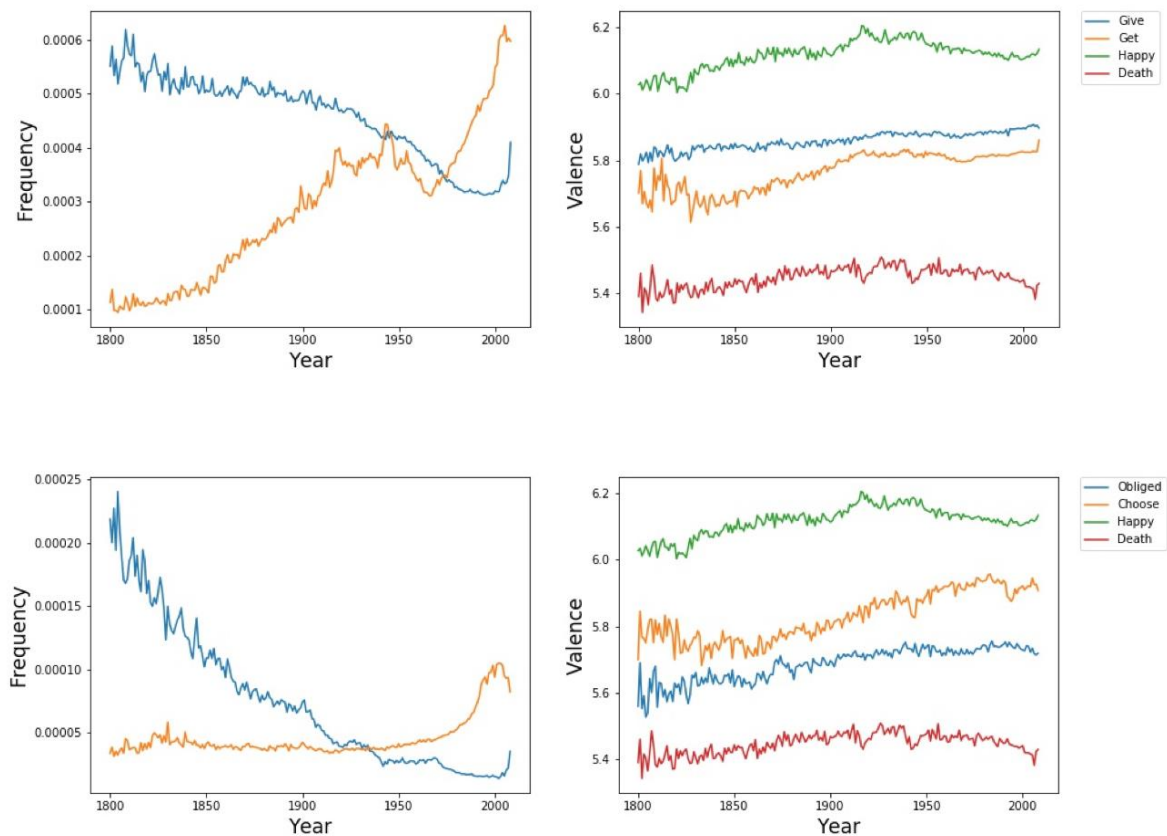 0.0006
0.0005
0.0004
0.0003
0.0002
0.0001
Frequency
1800 1850 1900 1950 2000
Year
6.2
6.0
5.8
5.6
5.4
Valence
1800 1850 1900 1950 2000
Year
Give
Get
Happy
Death
0.00025
0.00020
0.00015
0.00010
0.00005
Frequency
1800 1850 1900 1950 2000
Year
6.2
6.0
5.8
5.6
5.4
Valence
1800 1850 1900 1950 2000
Year
Obliged
Choose
Happy
Death